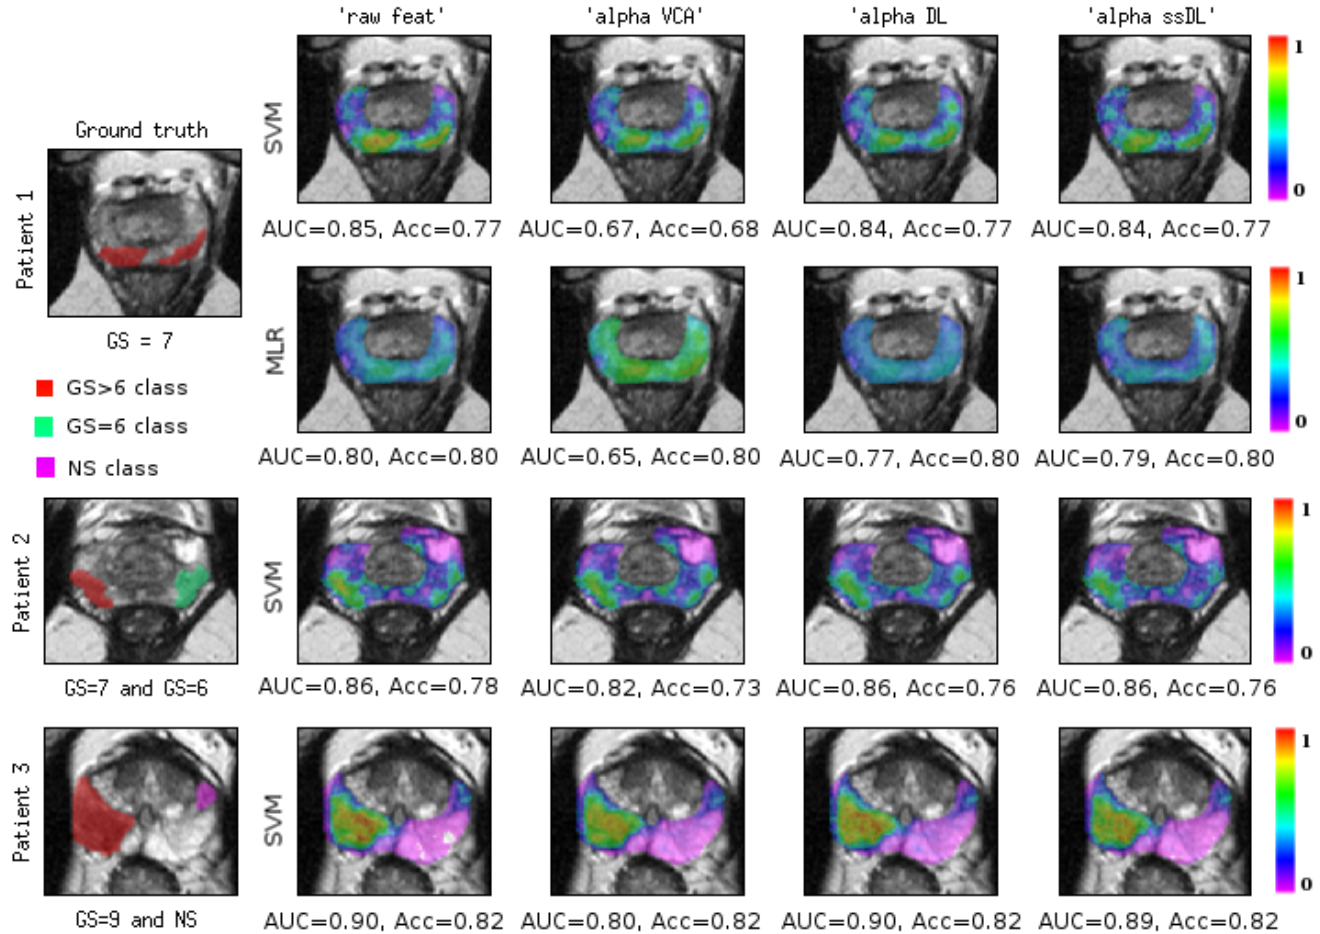 'raw feat' 'alpha VCA' 'alpha DL 'alpha ssDL'
Ground truth
Patient 1
SVM
1
0
AUC=0.85, Acc=0.77 AUC=0.67, Acc=0.68 AUC=0.84, Acc=0.77 AUC=0.84, Acc=0.77
GS = 7
GS>6 class
GS=6 class
NS class
MLR
1
0
AUC=0.80, Acc=0.80 AUC=0.65, Acc=0.80 AUC=0.77, Acc=0.80 AUC=0.79, Acc=0.80
Patient 2
SVM
1
0
GS=7 and GS=6 AUC=0.86, Acc=0.78 AUC=0.82, Acc=0.73 AUC=0.86, Acc=0.76 AUC=0.86, Acc=0.76
Patient 3
SVM
1
0
GS=9 and NS AUC=0.90, Acc=0.82 AUC=0.80, Acc=0.82 AUC=0.90, Acc=0.82 AUC=0.89, Acc=0.82